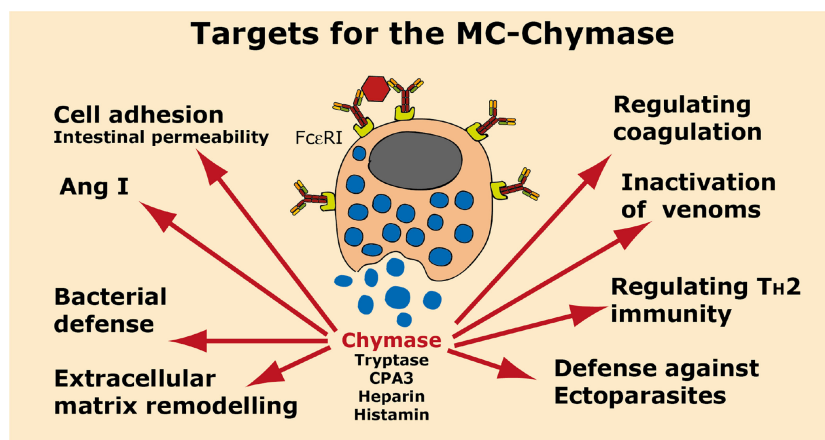 Targets for the MC-Chymase
Cell adhesion
Intestinal permeability
Ang I
Bacterial
defense
Extracellular
matrix remodelling
FcεRI
Chymase
Tryptase
CPA3
Heparin
Histamin
Regulating
coagulation
Inactivation
of venoms
Regulating TH2
immunity
Defense against
Ectoparasites